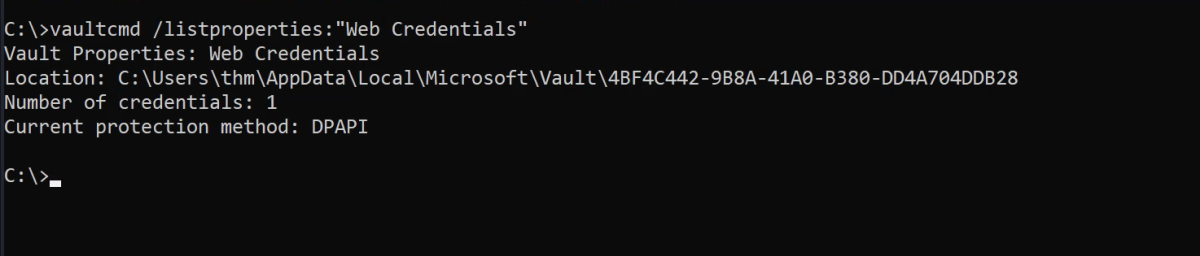 C:\>vaultcmd /listproperties:"Web Credentials"
Vault Properties: Web Credentials
Location: C:\Users\thm\AppData\Local\Microsoft\Vault\4BF4C442-9B8A-41A0-B380-DD4A704DDB28
Number of credentials: 1
Current protection method: DPAPI
C:\>